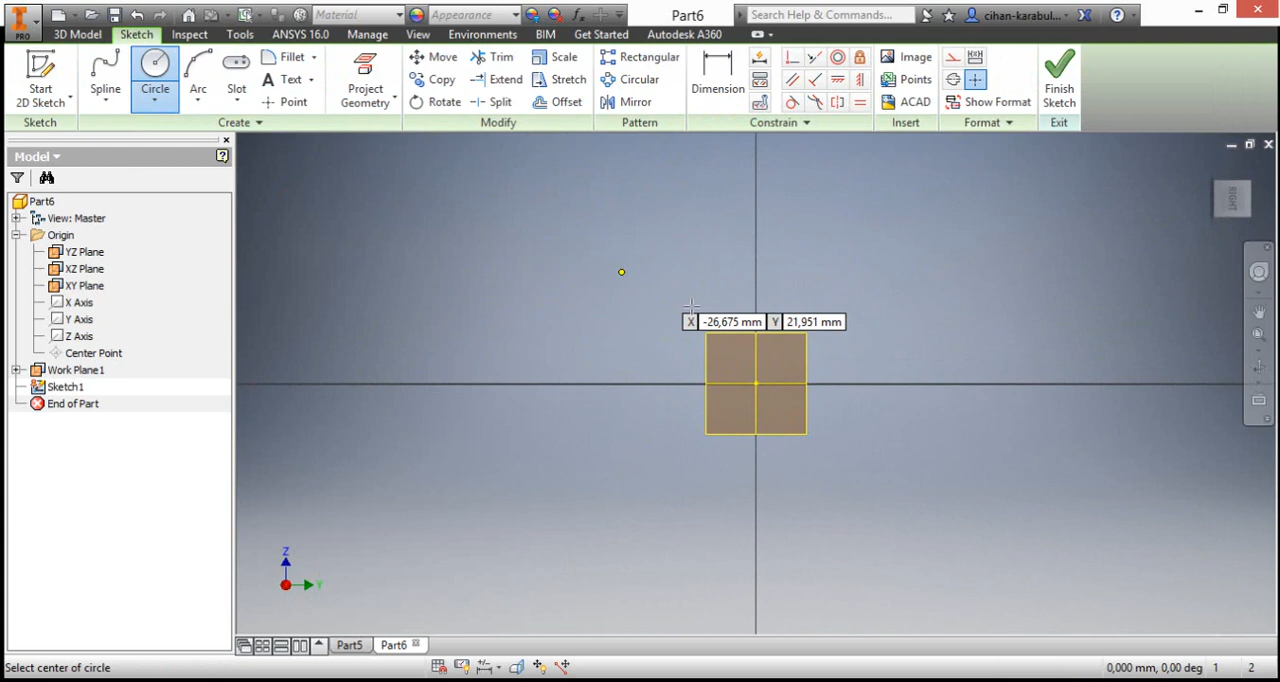 Material
Appearance
Part6
Search Help & Commands...
cihan-karabul...
PRO
3D Model
Sketch
Inspect
Tools
ANSYS 16.0
Manage
View
Environments
BIM
Get Started
Autodesk A360
Start
2D Sketch
Spline
Circle
Arc
Slot
Fillet
Text
Point
Project
Geometry
Move
Copy
Rotate
Trim
Extend
Split
Scale
Stretch
Offset
Rectangular
Circular
Mirror
Dimension
Image
Points
ACAD
Show Format
Finish
Sketch
Sketch
Create
Modify
Pattern
Constrain
Insert
Format
Exit
Model
Part6
View: Master
Origin
YZ Plane
XZ Plane
XY Plane
X Axis
Y Axis
Z Axis
Center Point
Work Plane1
Sketch1
End of Part
RIGHT
X -26,675 mm Y 21,951 mm
Z
Y
Part5
Part6
Select center of circle
0,000 mm, 0,00 deg 1 2